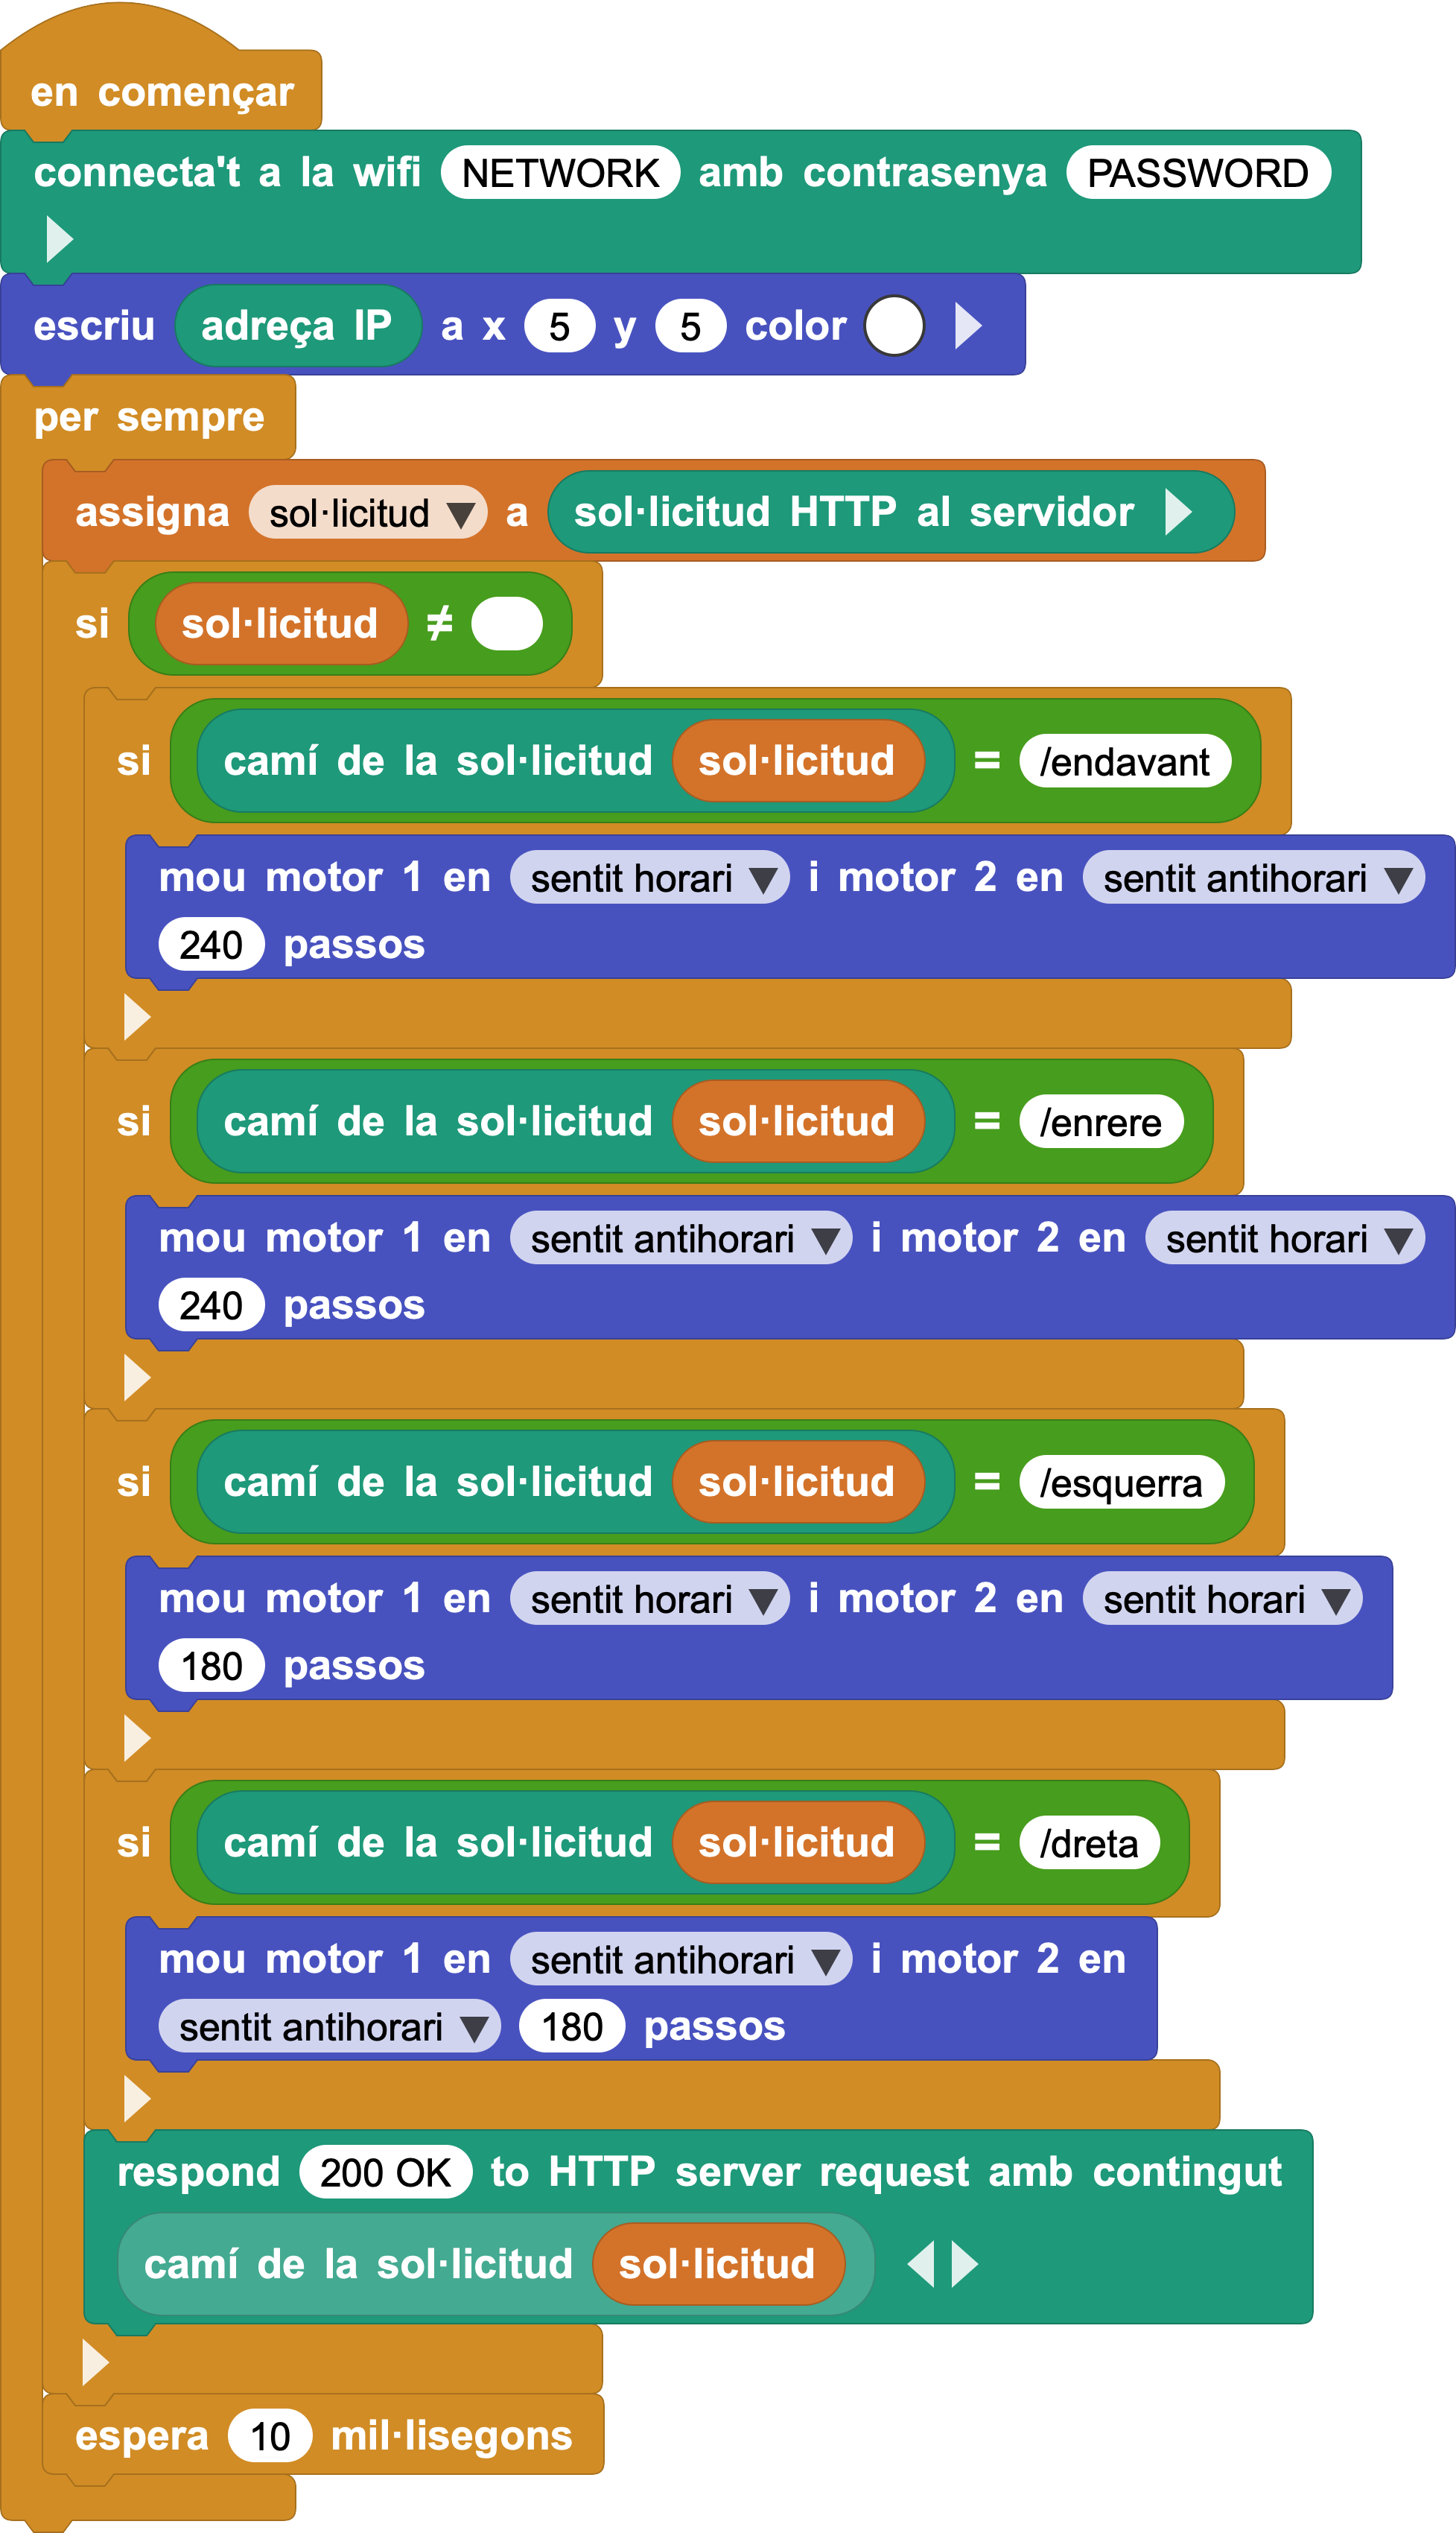 en començar
connecta't a la wifi NETWORK amb contrasenya PASSWORD
escriu adreça IP a x 5 y 5 color
per sempre
assigna sol·licitud a sol·licitud HTTP al servidor
si sol·licitud ≠
si camí de la sol·licitud sol·licitud = /endavant
mou motor 1 en sentit horari i motor 2 en sentit antihorari
240 passos
si camí de la sol·licitud sol·licitud = /enrere
mou motor 1 en sentit antihorari i motor 2 en sentit horari
240 passos
si camí de la sol·licitud sol·licitud = /esquerra
mou motor 1 en sentit horari i motor 2 en sentit horari
180 passos
si camí de la sol·licitud sol·licitud = /dreta
mou motor 1 en sentit antihorari i motor 2 en
sentit antihorari 180 passos
respond 200 OK to HTTP server request amb contingut
camí de la sol·licitud sol·licitud
espera 10 mil·lisegons